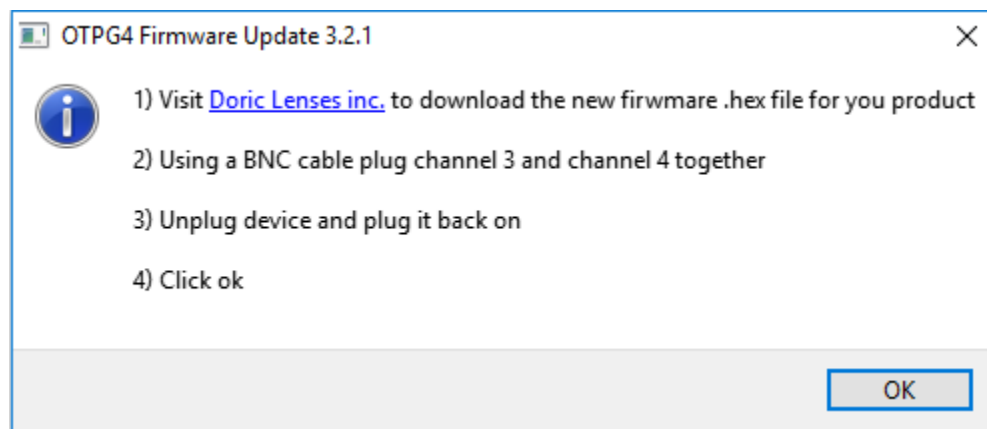 OTPG4 Firmware Update 3.2.1
1) Visit Doric Lenses inc. to download the new firwmare .hex file for you product
2) Using a BNC cable plug channel 3 and channel 4 together
3) Unplug device and plug it back on
4) Click ok
OK